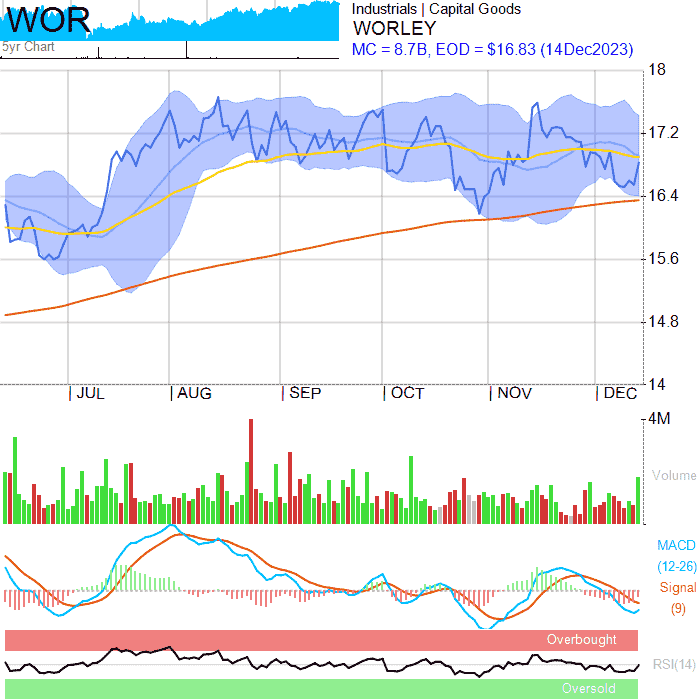 WOR
5yr Chart
Industrials | Capital Goods
WORLEY
MC = 8.7B, EOD = $16.83 (14Dec2023)
18
17.2
16.4
15.6
14.8
14
JUL AUG SEP OCT NOV DEC
4M
Volume
MACD
(12-26)
Signal
(9)
Overbought
RSI(14)
Oversold